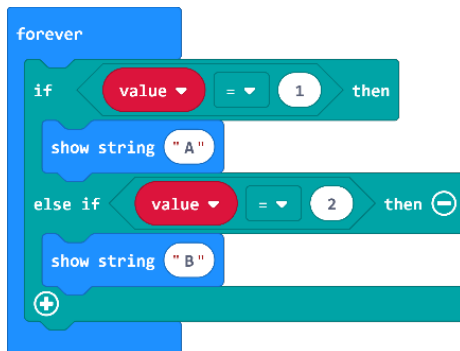 forever
if value = 1 then
show string "A"
else if value = 2 then
show string "B"